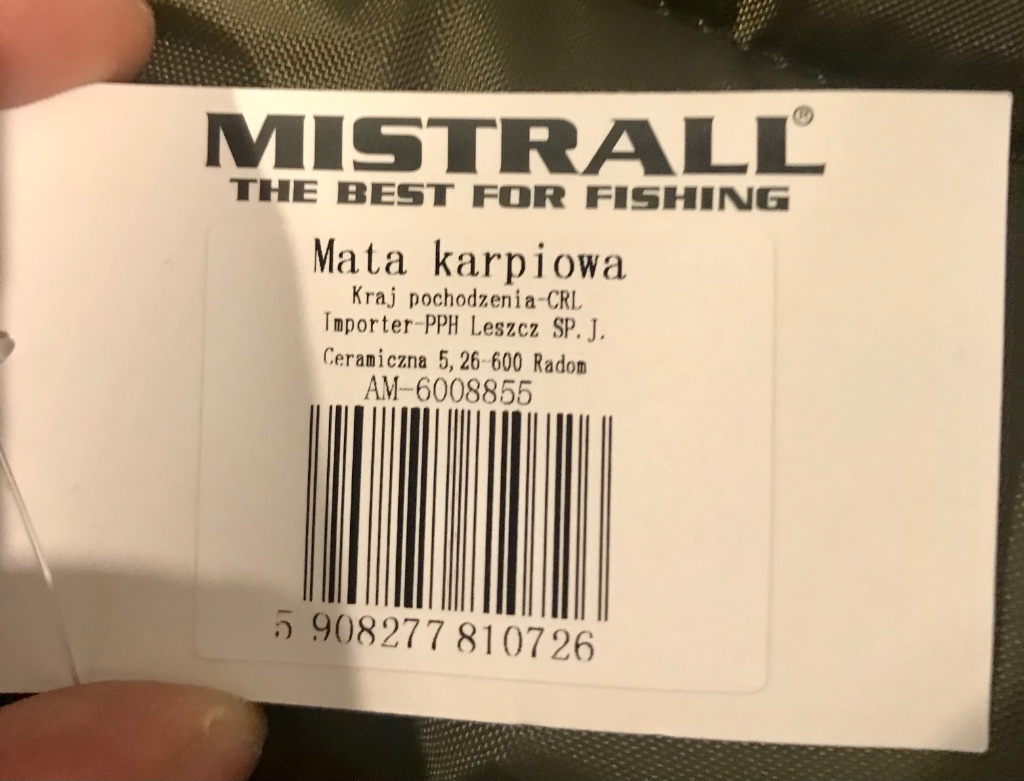 MISTRALL®
THE BEST FOR FISHING
Mata karpiowa
Kraj pochodzenia-CRL
Importer-PPH Leszcz SP.J.
Ceramiczna 5,26-600 Radom
AM-6008855
5 908277 810726